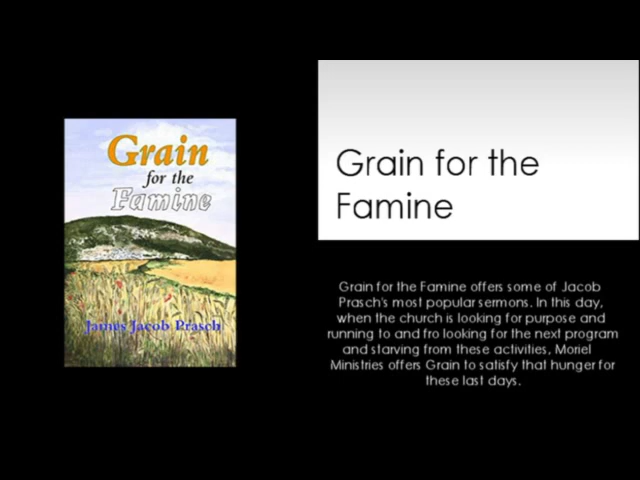 Grain
for the
Famine
James Jacob Prasch
Grain for the
Famine
Grain for the Famine offers some of Jacob
Prasch's most popular sermons. In this day,
when the church is looking for purpose and
running to and fro looking for the next program
and starving from these activities, Moriel
Ministries offers Grain to satisfy that hunger for
these last days.